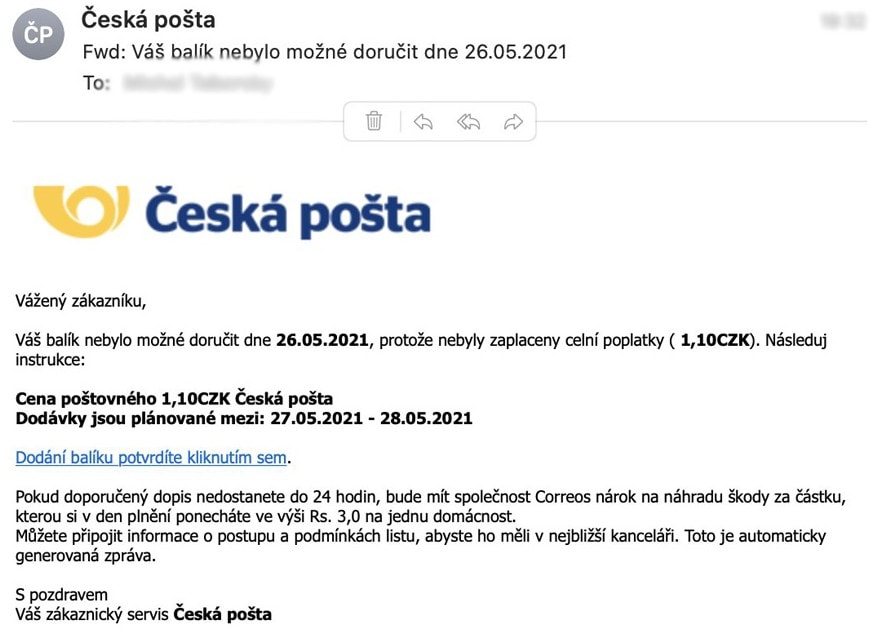 ČP
Česká pošta
Fwd: Váš balík nebylo možné doručit dne 26.05.2021
To:
Česká pošta
Vážený zákazníku,
Váš balík nebylo možné doručit dne 26.05.2021, protože nebyly zaplaceny celní poplatky ( 1,10CZK). Následuj
instrukce:
Cena poštovného 1,10CZK Česká pošta
Dodávky jsou plánované mezi: 27.05.2021 - 28.05.2021
Dodání balíku potvrdíte kliknutím sem.
Pokud doporučený dopis nedostanete do 24 hodin, bude mít společnost Correos nárok na náhradu škody za částku,
kterou si v den plnění ponecháte ve výši Rs. 3,0 na jednu domácnost.
Můžete připojit informace o postupu a podmínkách listu, abyste ho měli v nejbližší kanceláři. Toto je automaticky
generovaná zpráva.
S pozdravem
Váš zákaznický servis Česká pošta